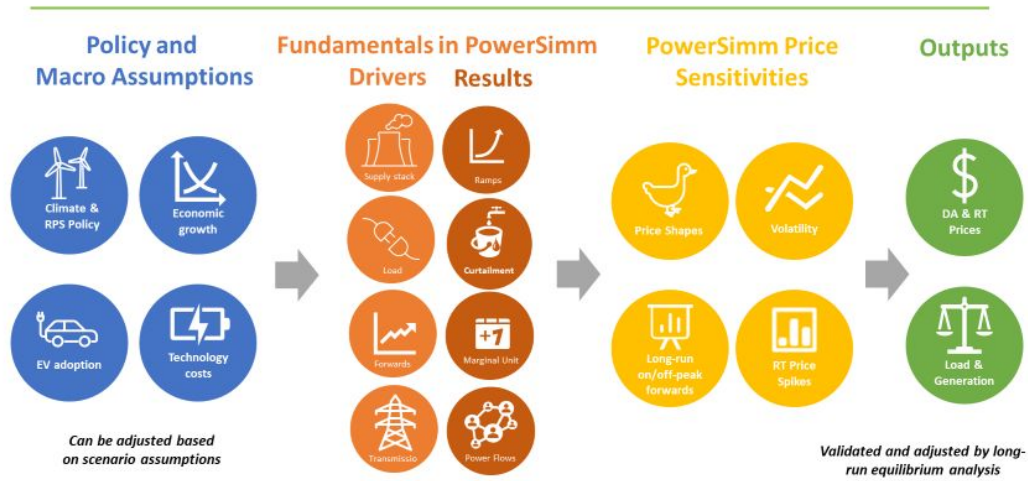 Policy and
Macro Assumptions
Fundamentals in PowerSimm
Drivers
Results
PowerSimm Price
Sensitivities
Outputs
Climate &
RPS Policy
Economic
growth
EV adoption
Technology
costs
Can be adjusted based
on scenario assumptions
Supply stack
Ramps
Load
Curtailment
Forwards
+7
Marginal Unit
Transmissio
Power Flows
Price Shapes
Volatility
Long-run
on/off-peak
forwards
RT Price
Spikes
$
DA & RT
Prices
Load &
Generation
Validated and adjusted by long-
run equilibrium analysis